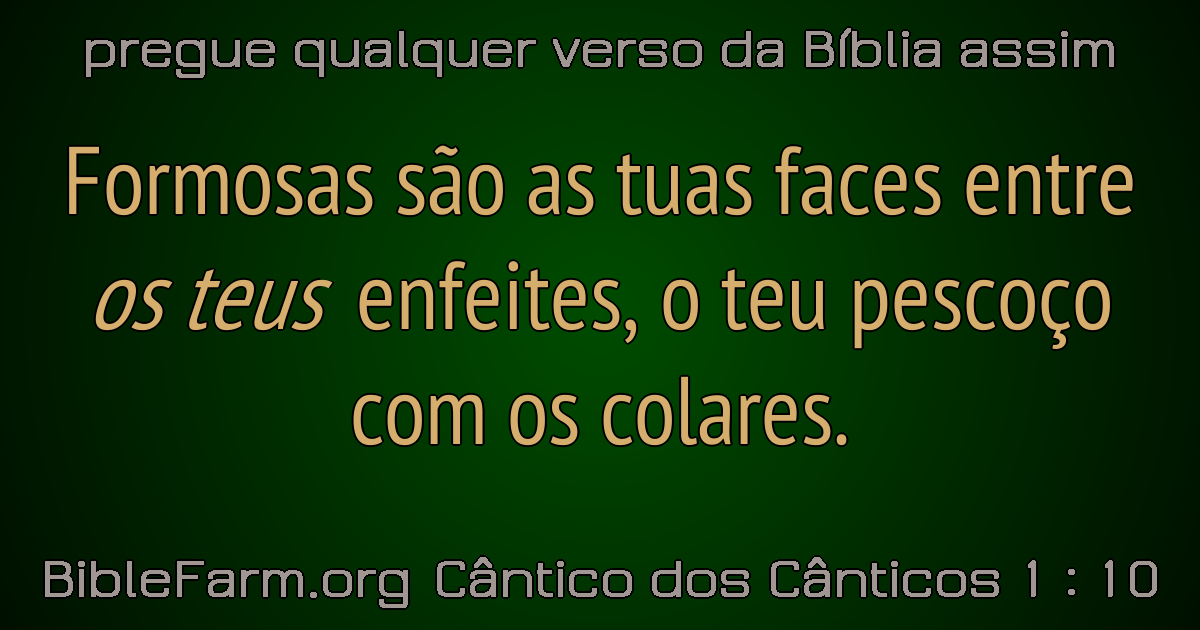 pregue qualquer verso da Bíblia assim
Formosas são as tuas faces entre
os teus enfeites, o teu pescoço
com os colares.
BibleFarm.org Cântico dos Cânticos 1 : 10